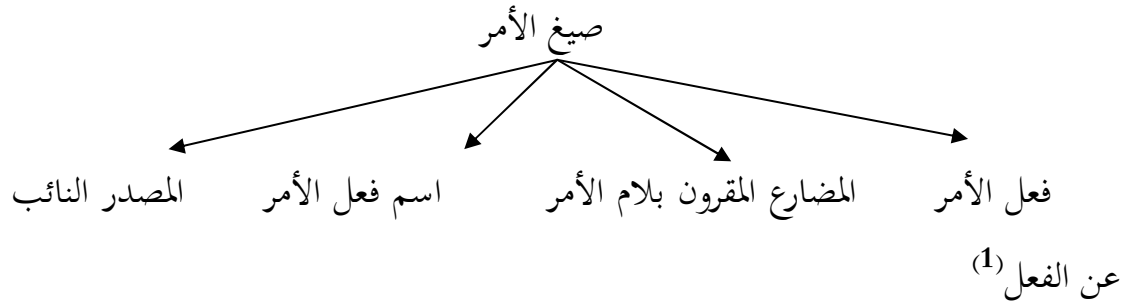 صيغ الأمر
فعل الأمر المضارع المقرون بلام الأمر اسم فعل الأمر المصدر النائب
عن الفعل(1)